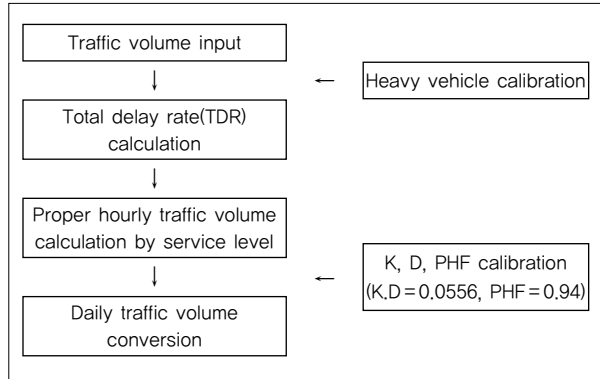 Traffic volume input
Heavy vehicle calibration
Total delay rate(TDR)
calculation
Proper hourly traffic volume
calculation by service level
K, D, PHF calibration
(K.D=0.0556, PHF=0.94)
Daily traffic volume
conversion